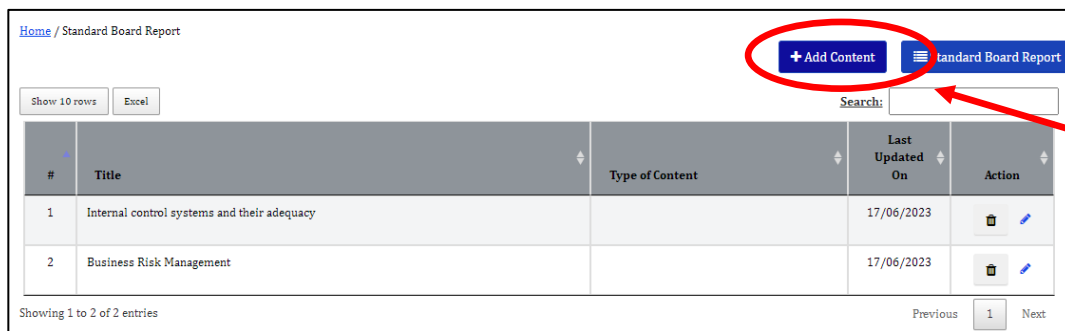 Home / Standard Board Report
+ Add Content
tandard Board Report
Show 10 rows
Excel
Search:
#
Title
Type of Content
Last
Updated
On
Action
1 Internal control systems and their adequacy 17/06/2023
2 Business Risk Management 17/06/2023
Showing 1 to 2 of 2 entries
Previous 1 Next